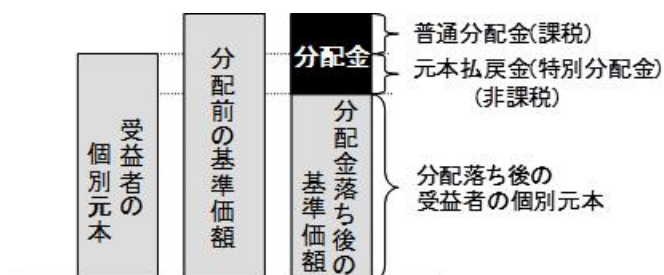 受益者の
個別元本
分配前の基準価額
分配金
分配金落ち後の
基準価額
普通分配金(課税)
元本払戻金(特別分配金)
(非課税)
分配落ち後の
受益者の個別元本